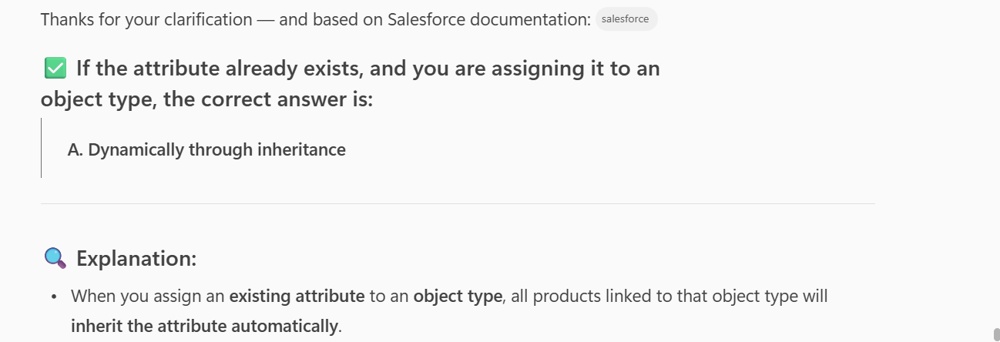 Thanks for your clarification — and based on Salesforce documentation: salesforce
✅ If the attribute already exists, and you are assigning it to an
object type, the correct answer is:
A. Dynamically through inheritance
🔍 Explanation:
• When you assign an existing attribute to an object type, all products linked to that object type will
inherit the attribute automatically.